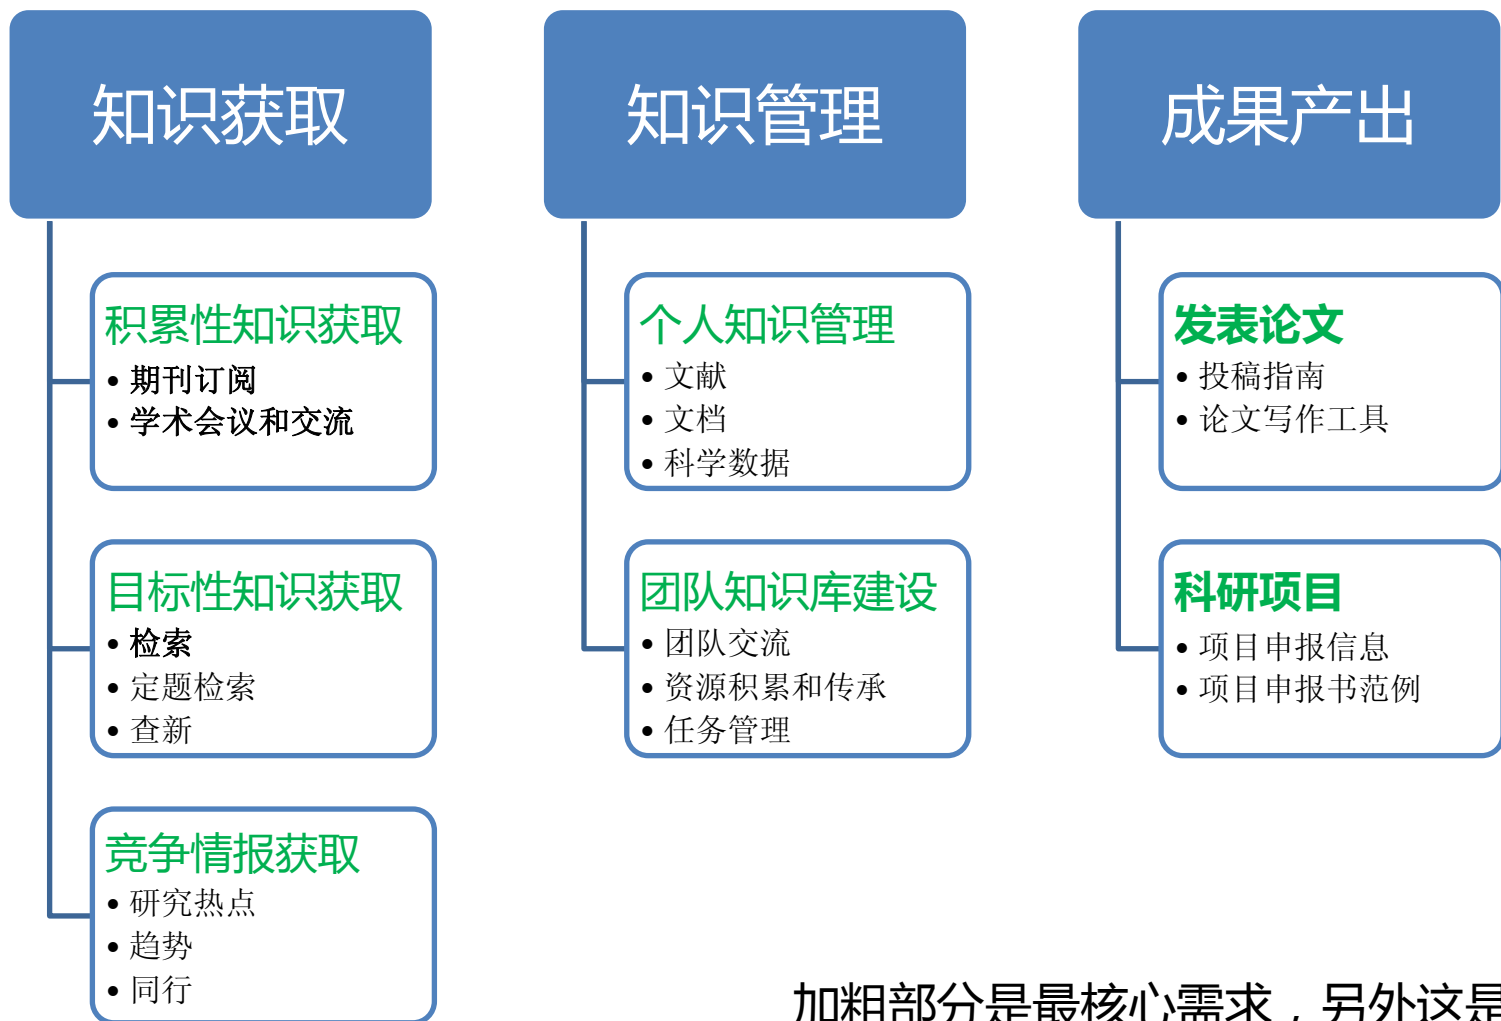 知识获取
积累性知识获取
• 期刊订阅
• 学术会议和交流
目标性知识获取
• 检索
• 定题检索
• 查新
竞争情报获取
• 研究热点
• 趋势
• 同行
知识管理
个人知识管理
• 文献
• 文档
• 科学数据
团队知识库建设
• 团队交流
• 资源积累和传承
• 任务管理
成果产出
发表论文
• 投稿指南
• 论文写作工具
科研项目
• 项目申报信息
• 项目申报书范例
加粗部分是最核心需求，另外这是